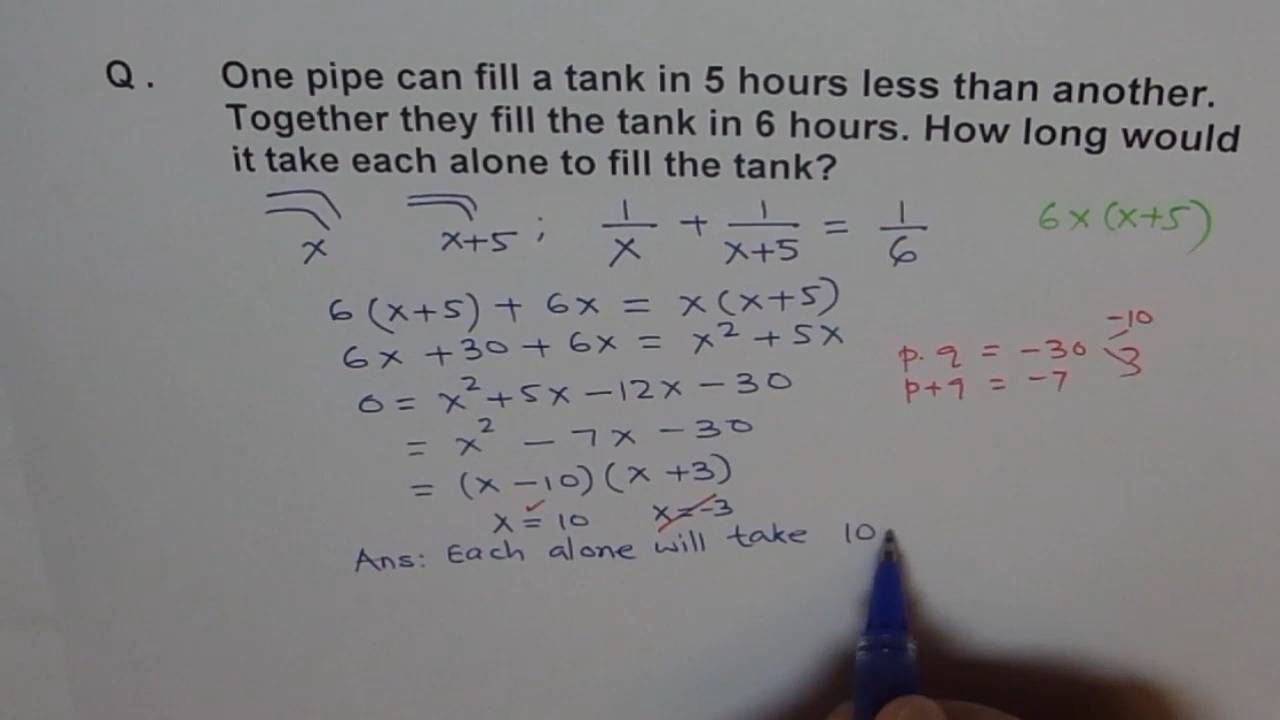 Q. One pipe can fill a tank in 5 hours less than another.
Together they fill the tank in 6 hours. How long would
it take each alone to fill the tank?
x x+5 ; 1/x + 1/(x+5) = 1/6 6x(x+5)
6(x+5) + 6x = x(x+5)
6x + 30 + 6x = x² + 5x
0 = x² + 5x - 12x - 30
= x² - 7x - 30
= (x - 10)(x + 3)
x = 10 ✓ x = -3
Ans: Each alone will take 10
p.q = -30 -10
3
p+q = -7